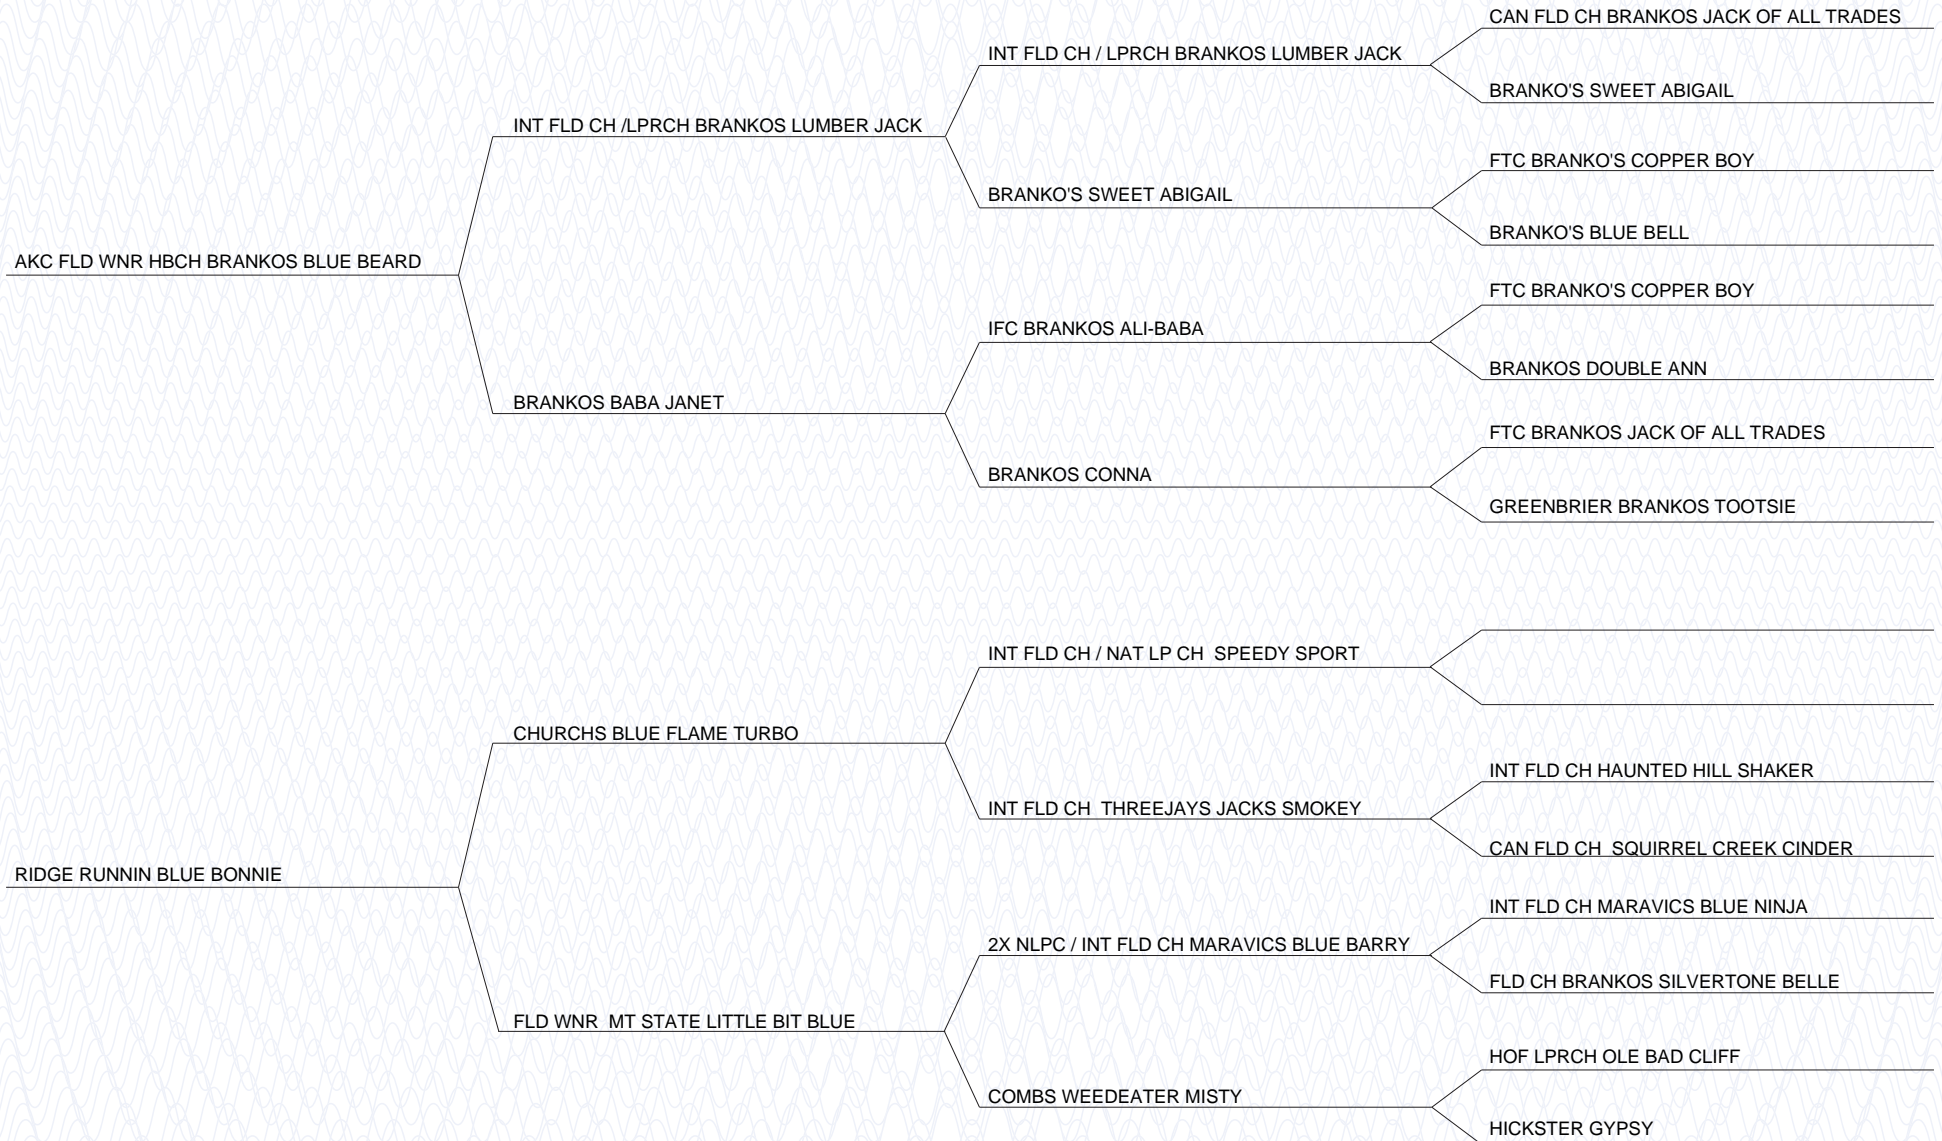 CAN FLD CH BRANKOS JACK OF ALL TRADES
INT FLD CH / LPRCH BRANKOS LUMBER JACK
BRANKO'S SWEET ABIGAIL
INT FLD CH /LPRCH BRANKOS LUMBER JACK
FTC BRANKO'S COPPER BOY
BRANKO'S SWEET ABIGAIL
BRANKO'S BLUE BELL
AKC FLD WNR HBCH BRANKOS BLUE BEARD
FTC BRANKO'S COPPER BOY
IFC BRANKOS ALI-BABA
BRANKOS DOUBLE ANN
BRANKOS BABA JANET
FTC BRANKOS JACK OF ALL TRADES
BRANKOS CONNA
GREENBRIER BRANKOS TOOTSIE
INT FLD CH / NAT LP CH  SPEEDY SPORT
CHURCHS BLUE FLAME TURBO
INT FLD CH HAUNTED HILL SHAKER
INT FLD CH  THREEJAYS JACKS SMOKEY
CAN FLD CH  SQUIRREL CREEK CINDER
RIDGE RUNNIN BLUE BONNIE
INT FLD CH MARAVICS BLUE NINJA
2X NLPC / INT FLD CH MARAVICS BLUE BARRY
FLD CH BRANKOS SILVERTONE BELLE
FLD WNR  MT STATE LITTLE BIT BLUE
HOF LPRCH OLE BAD CLIFF
COMBS WEEDEATER MISTY
HICKSTER GYPSY